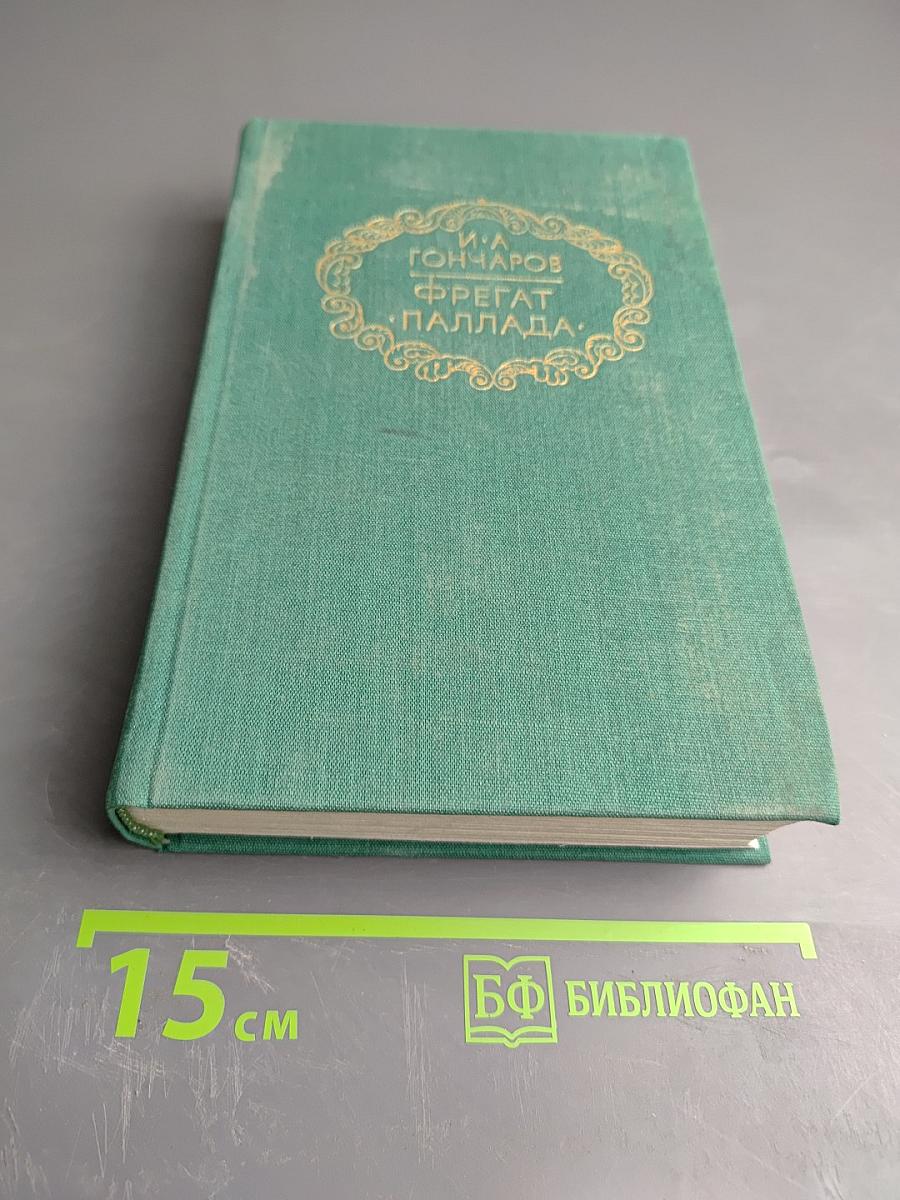 И·А
ГОНЧАРОВ
ФРЕГАТ
·ПАЛЛАДА·
15 см
БФ БИБЛИОФАН